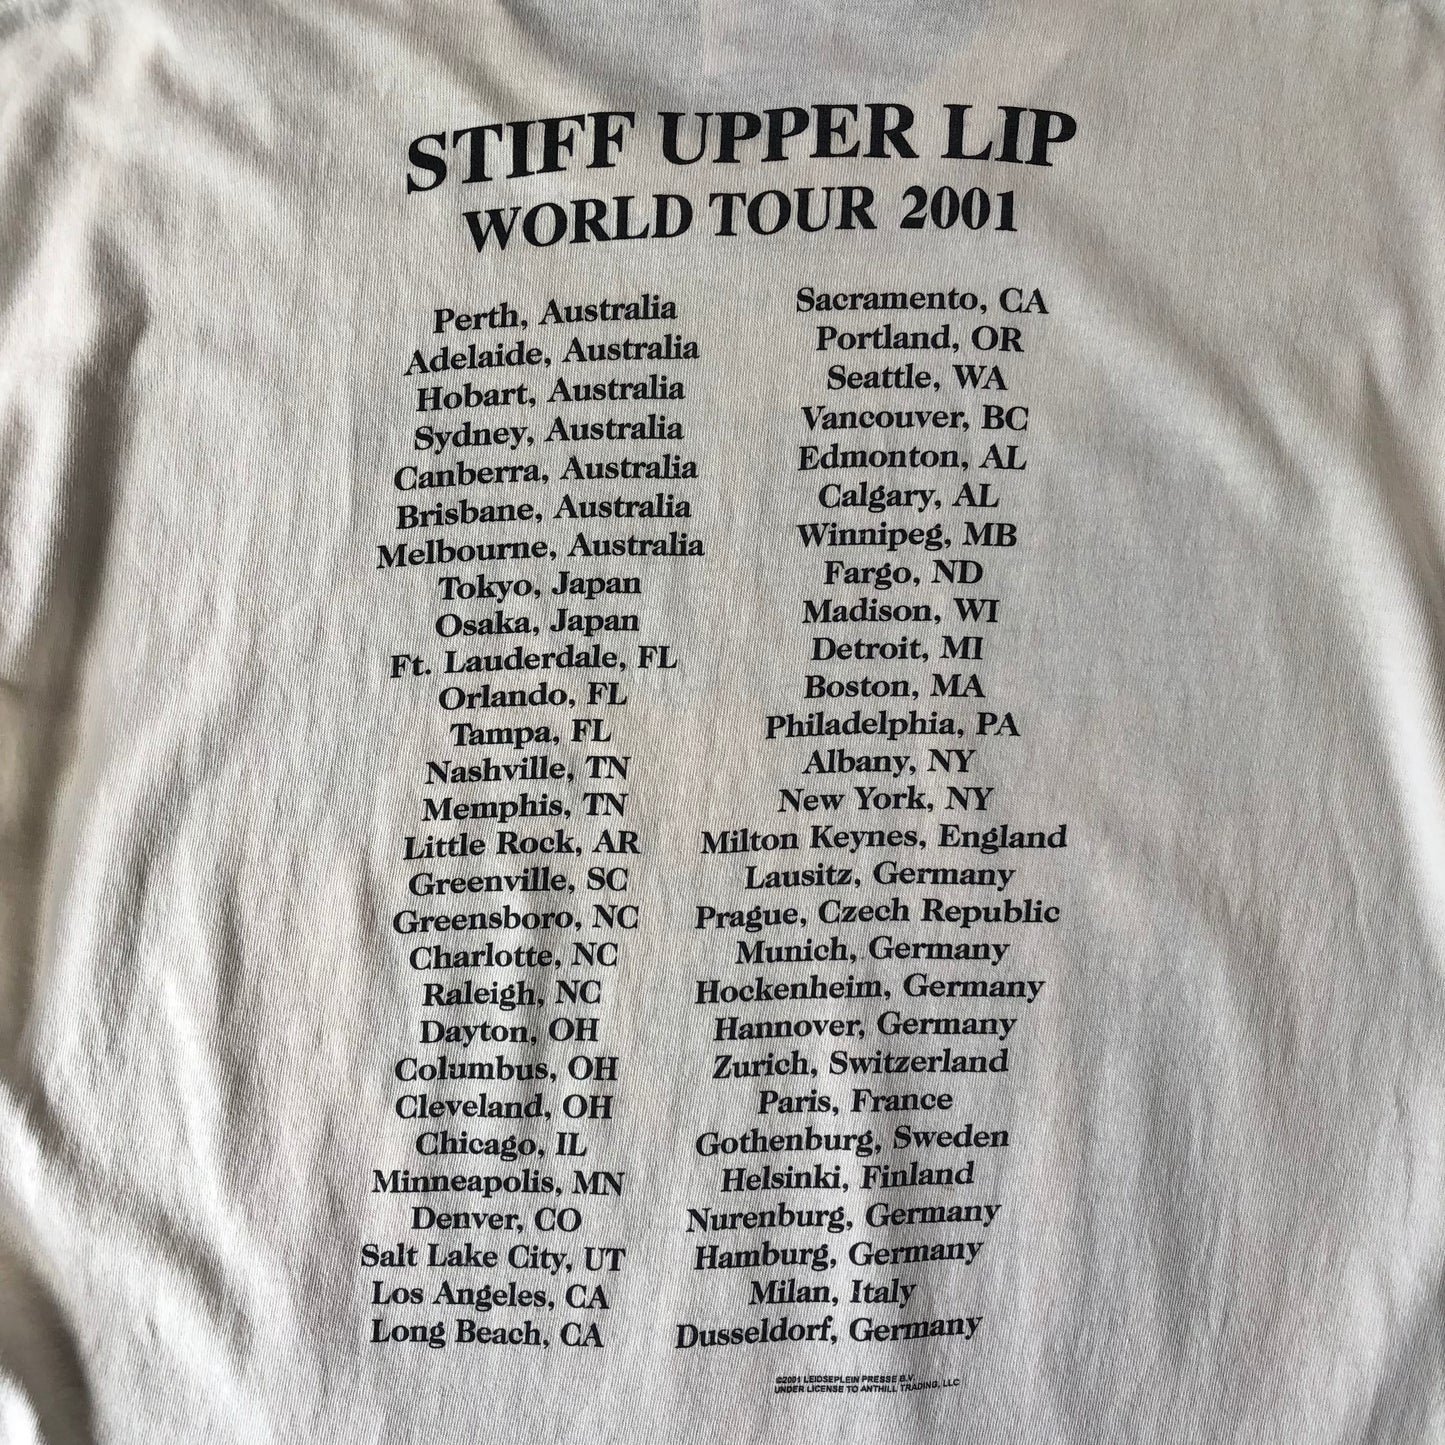 STIFF UPPER LIP
WORLD TOUR 2001
Perth, Australia
Adelaide, Australia
Hobart, Australia
Sydney, Australia
Canberra, Australia
Brisbane, Australia
Melbourne, Australia
Tokyo, Japan
Osaka, Japan
Ft. Lauderdale, FL
Orlando, FL
Tampa, FL
Nashville, TN
Memphis, TN
Little Rock, AR
Greenville, SC
Greensboro, NC
Charlotte, NC
Raleigh, NC
Dayton, OH
Columbus, OH
Cleveland, OH
Chicago, IL
Minneapolis, MN
Denver, CO
Salt Lake City, UT
Los Angeles, CA
Long Beach, CA
Sacramento, CA
Portland, OR
Seattle, WA
Vancouver, BC
Edmonton, AL
Calgary, AL
Winnipeg, MB
Fargo, ND
Madison, WI
Detroit, MI
Boston, MA
Philadelphia, PA
Albany, NY
New York, NY
Milton Keynes, England
Lausitz, Germany
Prague, Czech Republic
Munich, Germany
Hockenheim, Germany
Hannover, Germany
Zurich, Switzerland
Paris, France
Gothenburg, Sweden
Helsinki, Finland
Nurenburg, Germany
Hamburg, Germany
Milan, Italy
Dusseldorf, Germany
©2001 LEIDSEPLEIN PRESSE B.V.
UNDER LICENSE TO ANTHILL TRADING, LLC